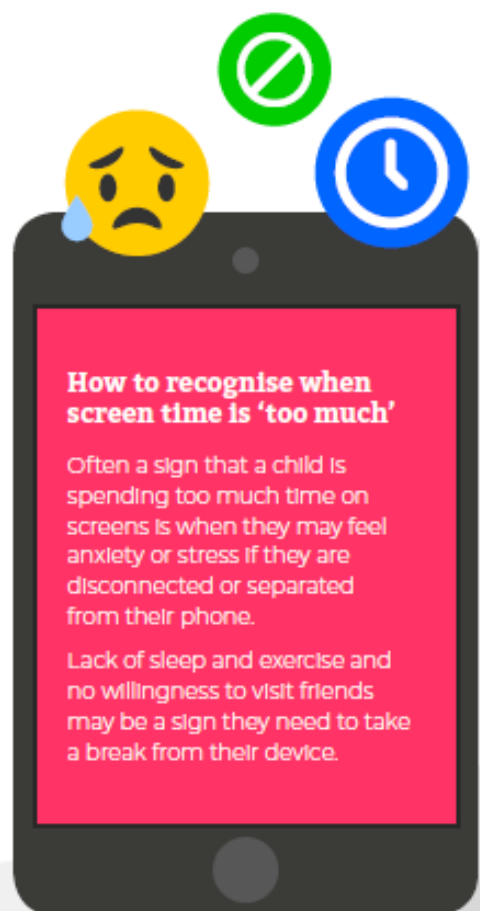 How to recognise when
screen time is ‘too much’
Often a sign that a child is
spending too much time on
screens is when they may feel
anxiety or stress if they are
disconnected or separated
from their phone.
Lack of sleep and exercise and
no willingness to visit friends
may be a sign they need to take
a break from their device.